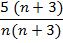 5 (n + 3)
n(n + 3)